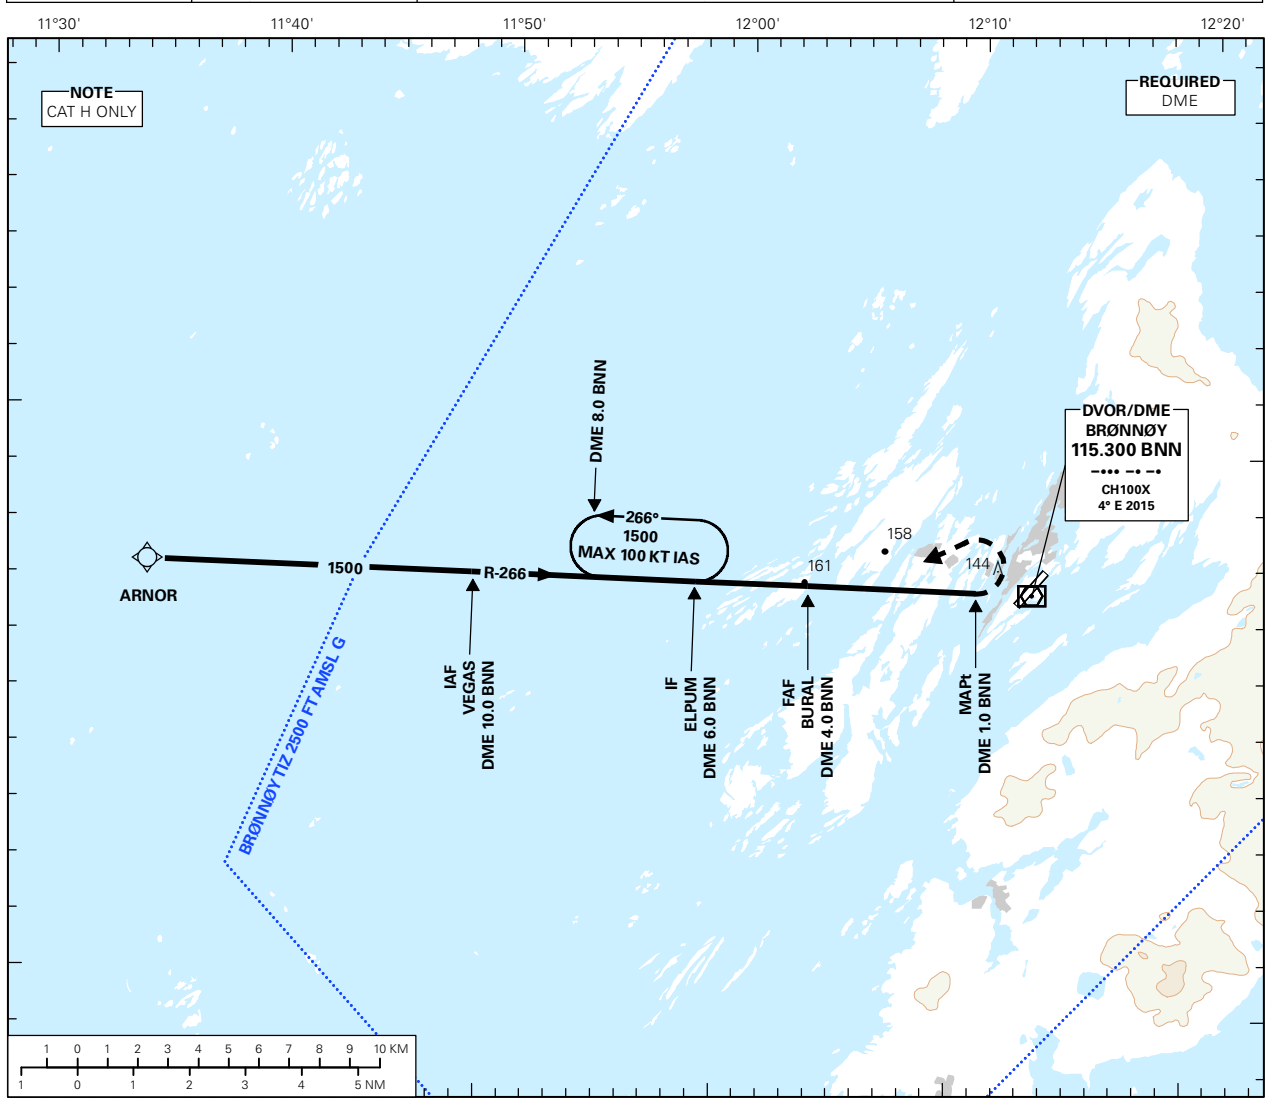 11°30'
11°40'
11°50'
12°00'
12°10'
12°20'
NOTE
CAT H ONLY
REQUIRED
DME
DME 8.0 BNN
DVOR/DME
BRØNNØY
115.300 BNN
CH100X
4° E 2015
266°
1500
MAX 100 KT IAS
158
161
144
1500
R-266
ARNOR
IAF
VEGAS
DME 10.0 BNN
IF
ELPUM
DME 6.0 BNN
FAF
BURAL
DME 4.0 BNN
MAPt
DME 1.0 BNN
BRØNNØY TIZ 2500 FT AMSL G
1 0 1 2 3 4 5 6 7 8 9 10 KM
1 0 1 2 3 4 5 NM